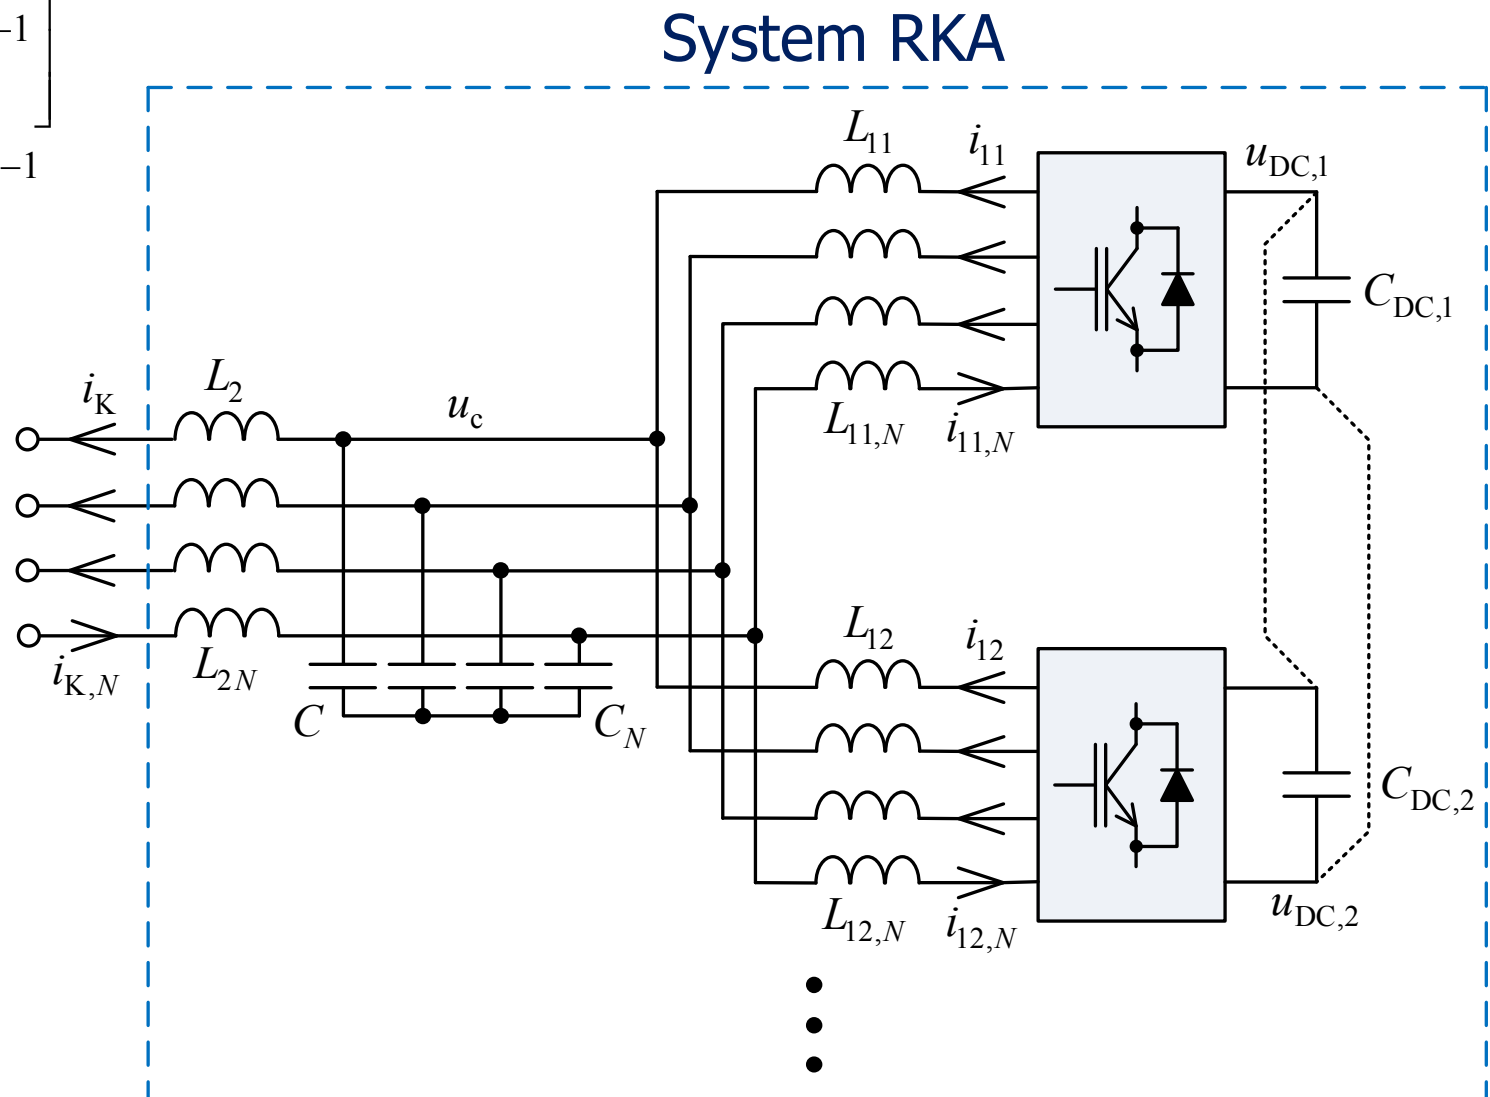 System RKA
–1
–1
L11
i11
uDC,1
CDC,1
L11,N
i11,N
iK
L2
uc
iK,N
L2N
C
CN
L12
i12
CDC,2
L12,N
i12,N
uDC,2